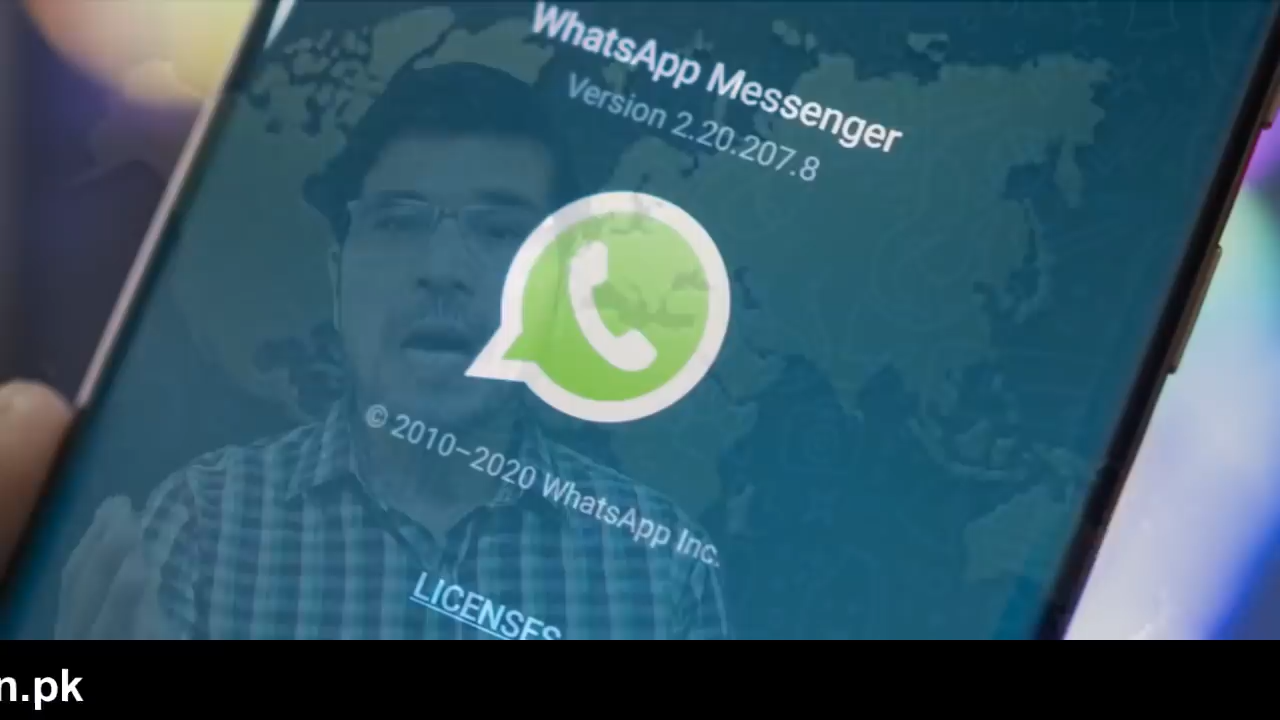 WhatsApp Messenger
Version 2.20.207.8
© 2010–2020 WhatsApp Inc.
LICENSES
n.pk